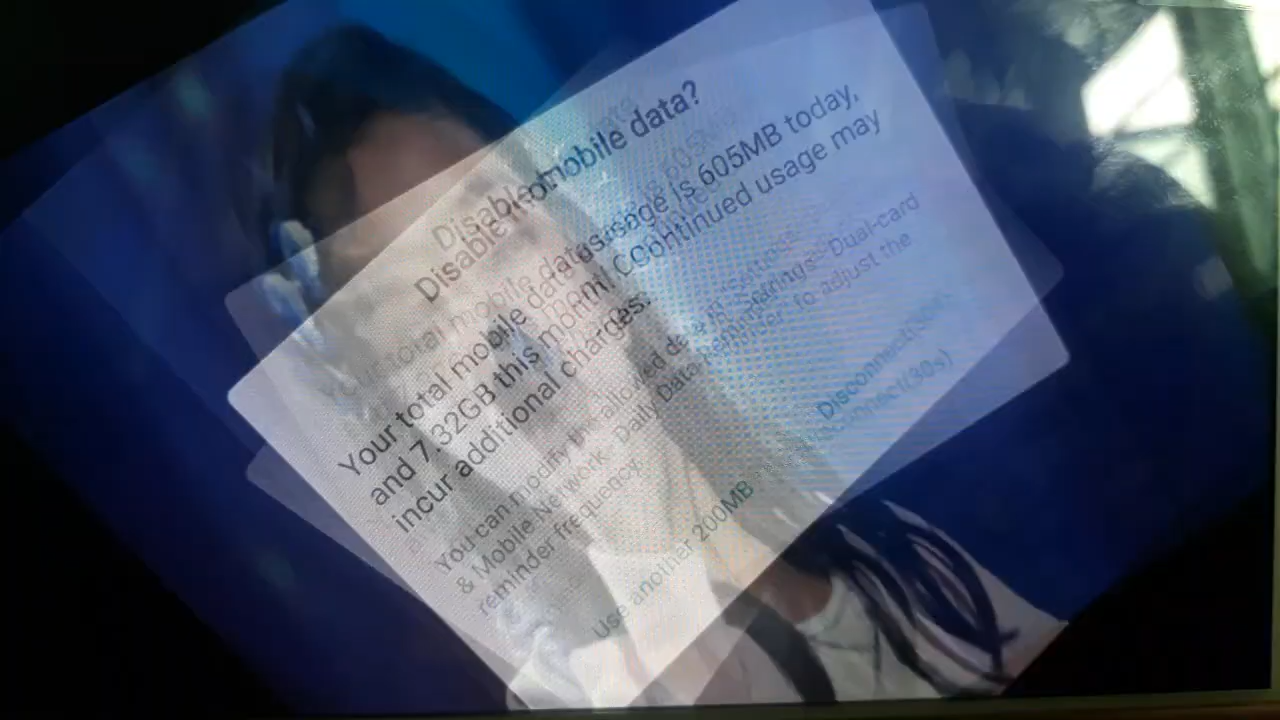 Disable mobile data?
Your total mobile data usage is 605MB today,
and 7.32GB this month. Continued usage may
incur additional charges.
You can modify the allowed data in "Settings
& Mobile Network - Daily Data Reminder" to adjust the
reminder frequency.
Use another 200MB
Disconnect(30s)